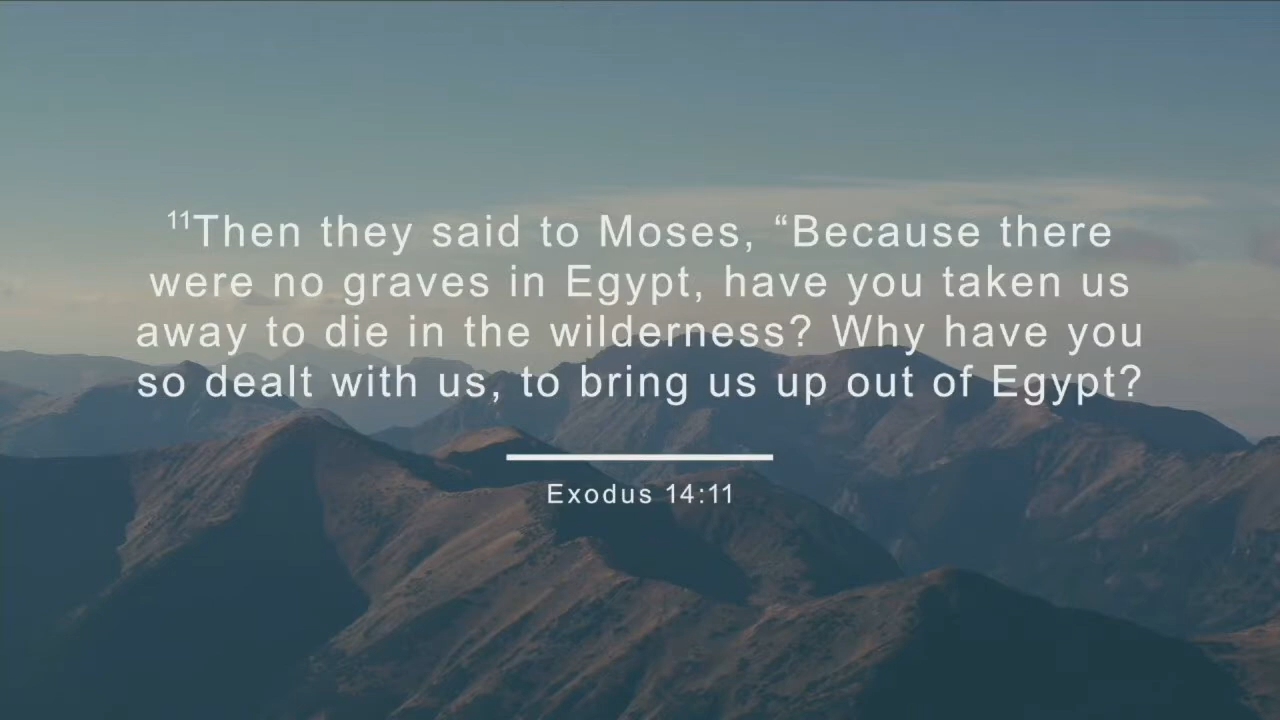 ¹¹Then they said to Moses, “Because there
were no graves in Egypt, have you taken us
away to die in the wilderness? Why have you
so dealt with us, to bring us up out of Egypt?
Exodus 14:11